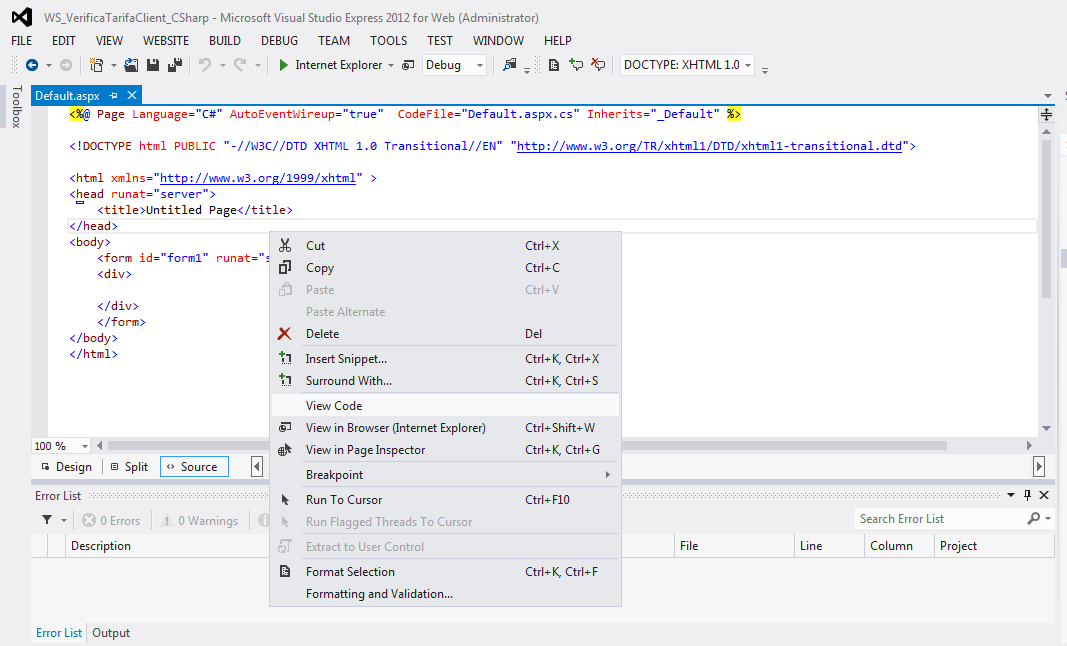 WS_VerificaTarifaClient_CSharp - Microsoft Visual Studio Express 2012 for Web (Administrator)
FILE EDIT VIEW WEBSITE BUILD DEBUG TEAM TOOLS TEST WINDOW HELP
Internet Explorer Debug DOCTYPE: XHTML 1.0
Toolbox
Default.aspx
<%@ Page Language="C#" AutoEventWireup="true" CodeFile="Default.aspx.cs" Inherits="_Default" %>
<!DOCTYPE html PUBLIC "-//W3C//DTD XHTML 1.0 Transitional//EN" "http://www.w3.org/TR/xhtml1/DTD/xhtml1-transitional.dtd">
<html xmlns="http://www.w3.org/1999/xhtml" >
<head runat="server">
<title>Untitled Page</title>
</head>
<body>
<form id="form1" runat="s
<div>
</div>
</form>
</body>
</html>
Cut Ctrl+X
Copy Ctrl+C
Paste Ctrl+V
Paste Alternate
Delete Del
Insert Snippet... Ctrl+K, Ctrl+X
Surround With... Ctrl+K, Ctrl+S
View Code
View in Browser (Internet Explorer) Ctrl+Shift+W
View in Page Inspector Ctrl+K, Ctrl+G
Breakpoint
Run To Cursor Ctrl+F10
Run Flagged Threads To Cursor
Extract to User Control
Format Selection Ctrl+K, Ctrl+F
Formatting and Validation...
100 %
Design Split Source
Error List
0 Errors 0 Warnings Search Error List
Description File Line Column Project
Error List Output